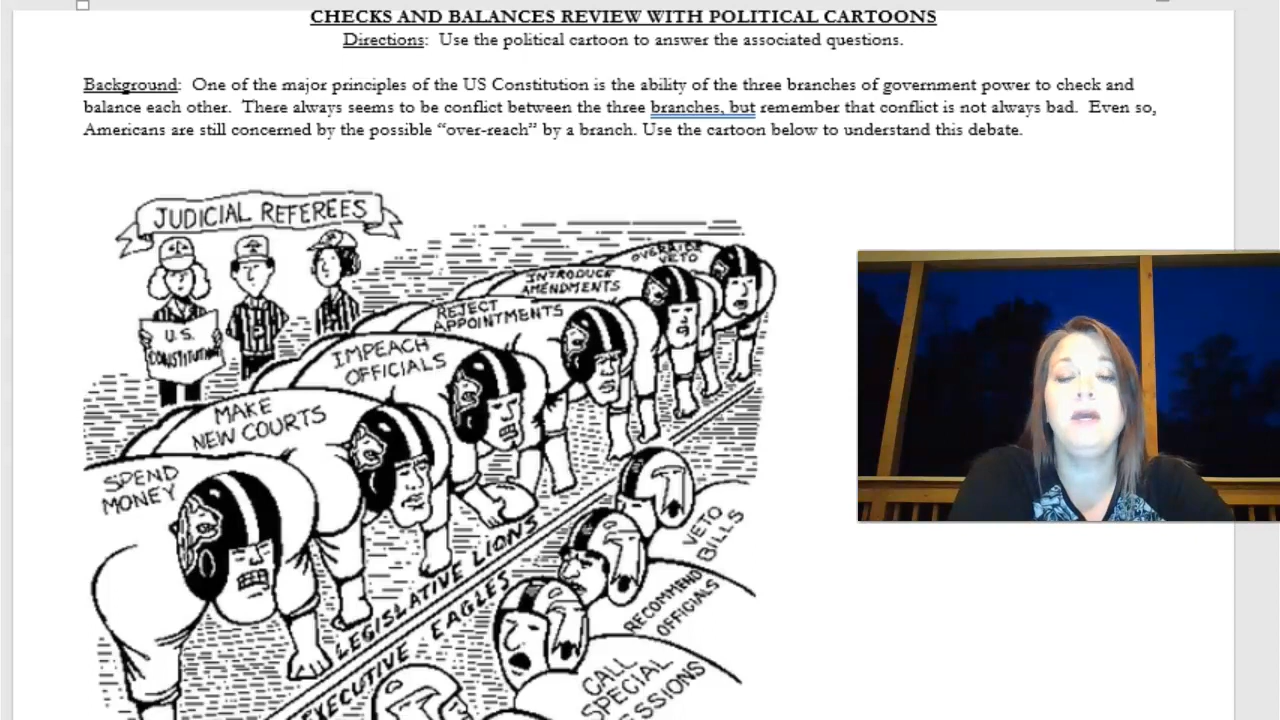 CHECKS AND BALANCES REVIEW WITH POLITICAL CARTOONS
Directions: Use the political cartoon to answer the associated questions.
Background: One of the major principles of the US Constitution is the ability of the three branches of government power to check and
balance each other. There always seems to be conflict between the three branches, but remember that conflict is not always bad. Even so,
Americans are still concerned by the possible “over-reach” by a branch. Use the cartoon below to understand this debate.
JUDICIAL REFEREES
U.S.
CONSTITUTION
OVERRIDE
VETO
INTRODUCE
AMENDMENTS
REJECT
APPOINTMENTS
IMPEACH
OFFICIALS
MAKE
NEW COURTS
SPEND
MONEY
LEGISLATIVE LIONS
EXECUTIVE EAGLES
VETO
BILLS
RECOMMEND
OFFICIALS
CALL
SPECIAL
ESSIONS